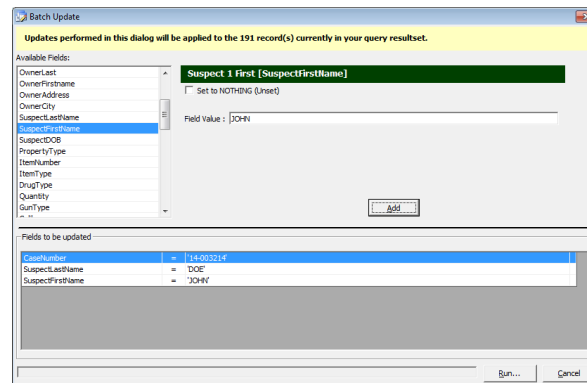 Batch Update
Updates performed in this dialog will be applied to the 191 record(s) currently in your query resultset.
Available Fields:
OwnerLast
OwnerFirstname
OwnerAddress
OwnerCity
SuspectLastName
SuspectFirstName
SuspectDOB
PropertyType
ItemNumber
ItemType
DrugType
Quantity
GunType
Suspect 1 First [SuspectFirstName]
Set to NOTHING (Unset)
Field Value : JOHN
Add
Fields to be updated
CaseNumber = '14-003214'
SuspectLastName = 'DOE'
SuspectFirstName = 'JOHN'
Run... Cancel